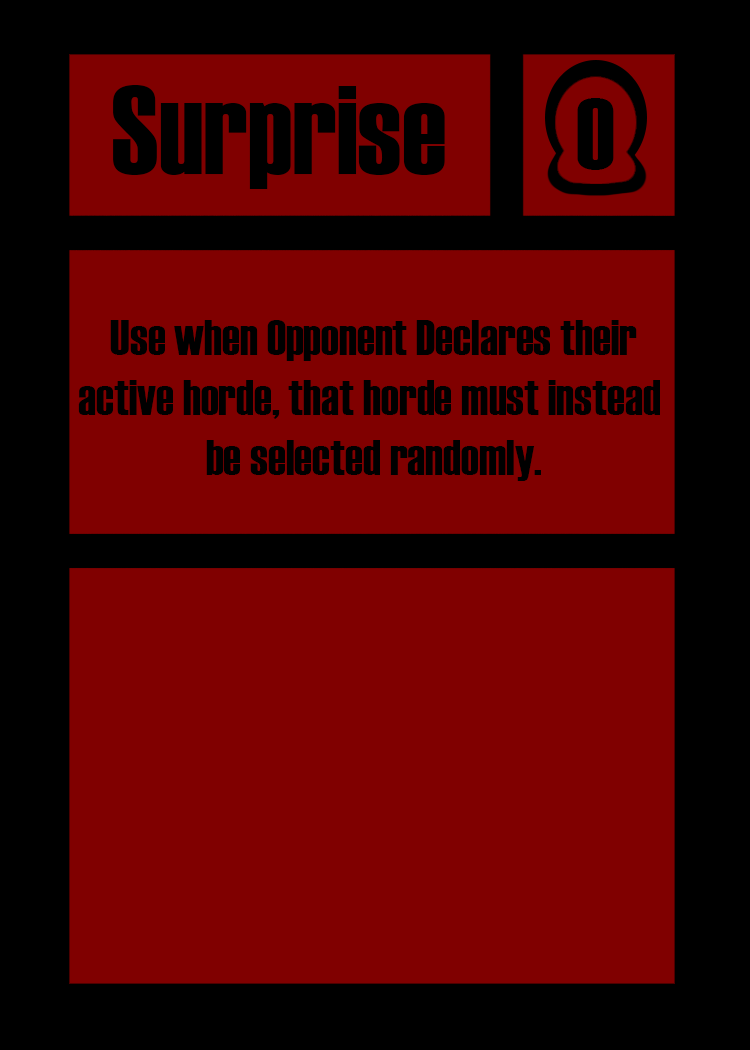 Surprise
0
Use when Opponent Declares their
active horde, that horde must instead
be selected randomly.